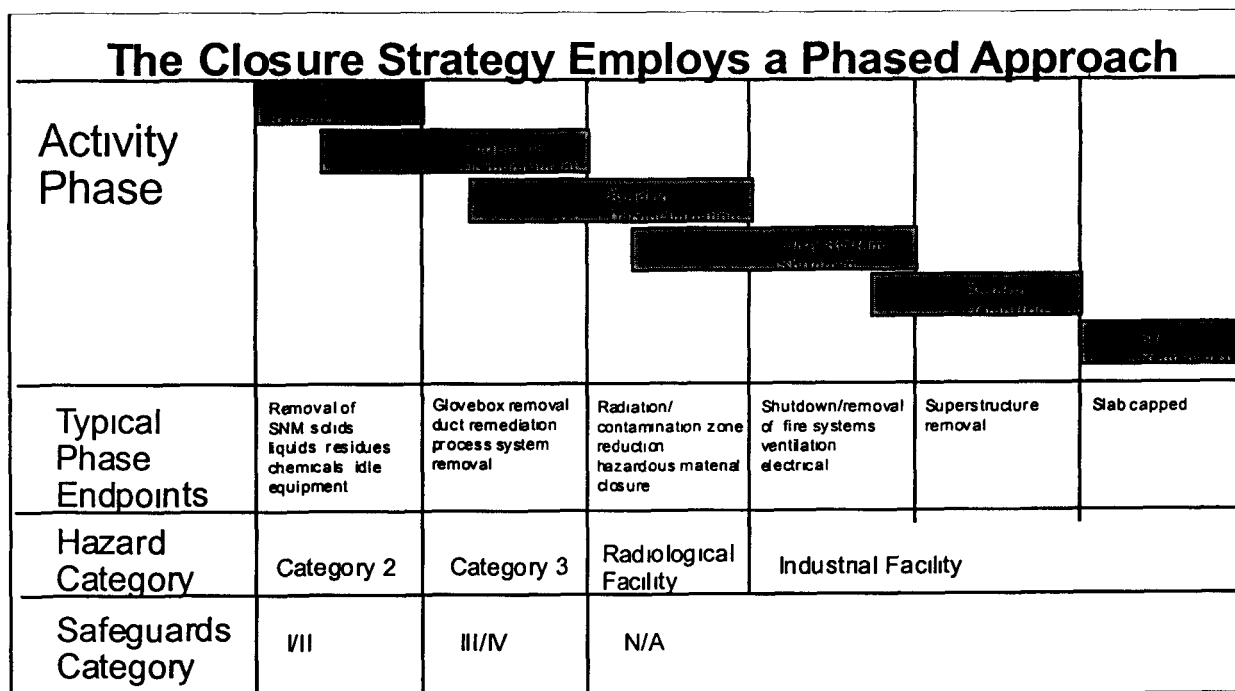 The Closure Strategy Employs a Phased Approach
Activity
Phase
Typical
Phase
Endpoints
Removal of
SNM solids
liquids residues
chemicals idle
equipment
Glovebox removal
duct remediation
process system
removal
Radiation/
contamination zone
reduction
hazardous material
closure
Shutdown/removal
of fire systems
ventilation
electrical
Superstructure
removal
Slab capped
Hazard
Category
Category 2
Category 3
Radiological
Facility
Industrial Facility
Safeguards
Category
I/II
III/IV
N/A